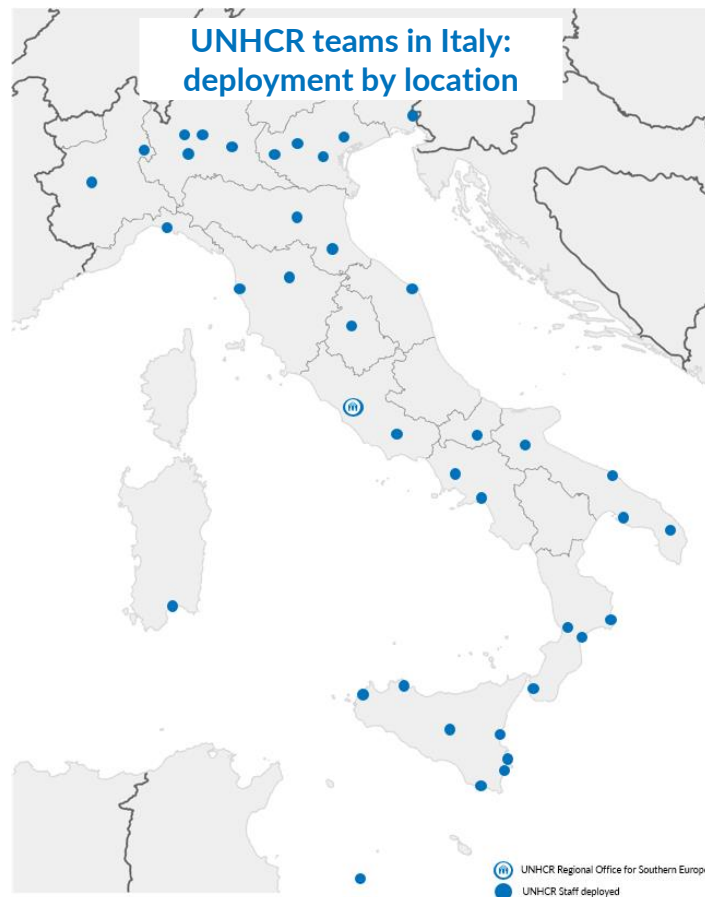 UNHCR teams in Italy:
deployment by location
UNHCR Regional Office for Southern Europe
UNHCR Staff deployed